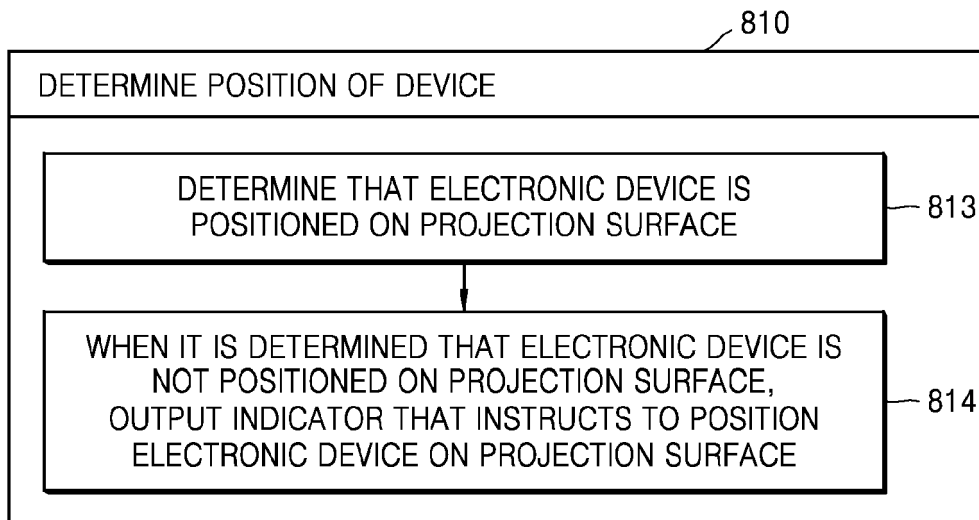 810
DETERMINE POSITION OF DEVICE
DETERMINE THAT ELECTRONIC DEVICE IS
POSITIONED ON PROJECTION SURFACE
813
WHEN IT IS DETERMINED THAT ELECTRONIC DEVICE IS
NOT POSITIONED ON PROJECTION SURFACE,
OUTPUT INDICATOR THAT INSTRUCTS TO POSITION
ELECTRONIC DEVICE ON PROJECTION SURFACE
814